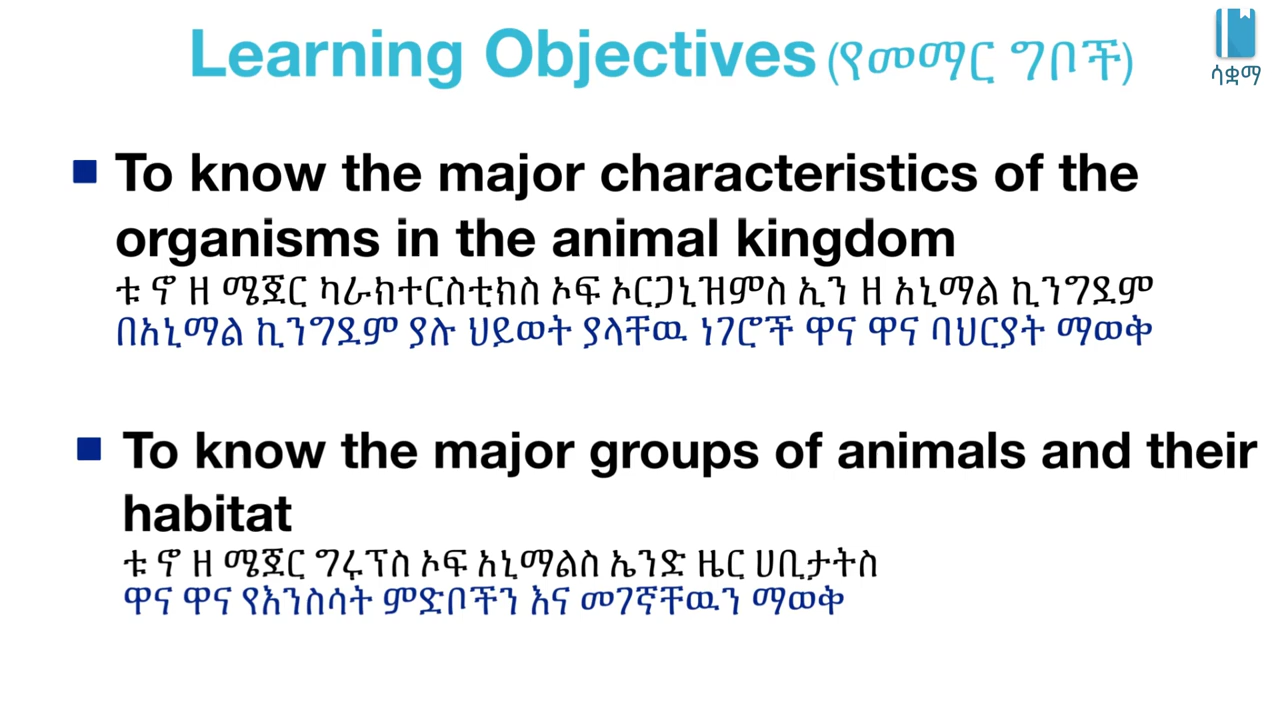 Learning Objectives (የመማር ግቦች)
ሳቋማ
To know the major characteristics of the
organisms in the animal kingdom
ቱ ኖ ዘ ሜጀር ካራክተርስቲክስ ኦፍ ኦርጋኒዝምስ ኢን ዘ አኒማል ኪንግደም
በአኒማል ኪንግደም ያሉ ህይወት ያላቸዉ ነገሮች ዋና ዋና ባህርያት ማወቅ
To know the major groups of animals and their
habitat
ቱ ኖ ዘ ሜጀር ግሩፕስ ኦፍ አኒማልስ ኤንድ ዜር ሀቢታትስ
ዋና ዋና የእንስሳት ምድቦችን እና መገኛቸዉን ማወቅ